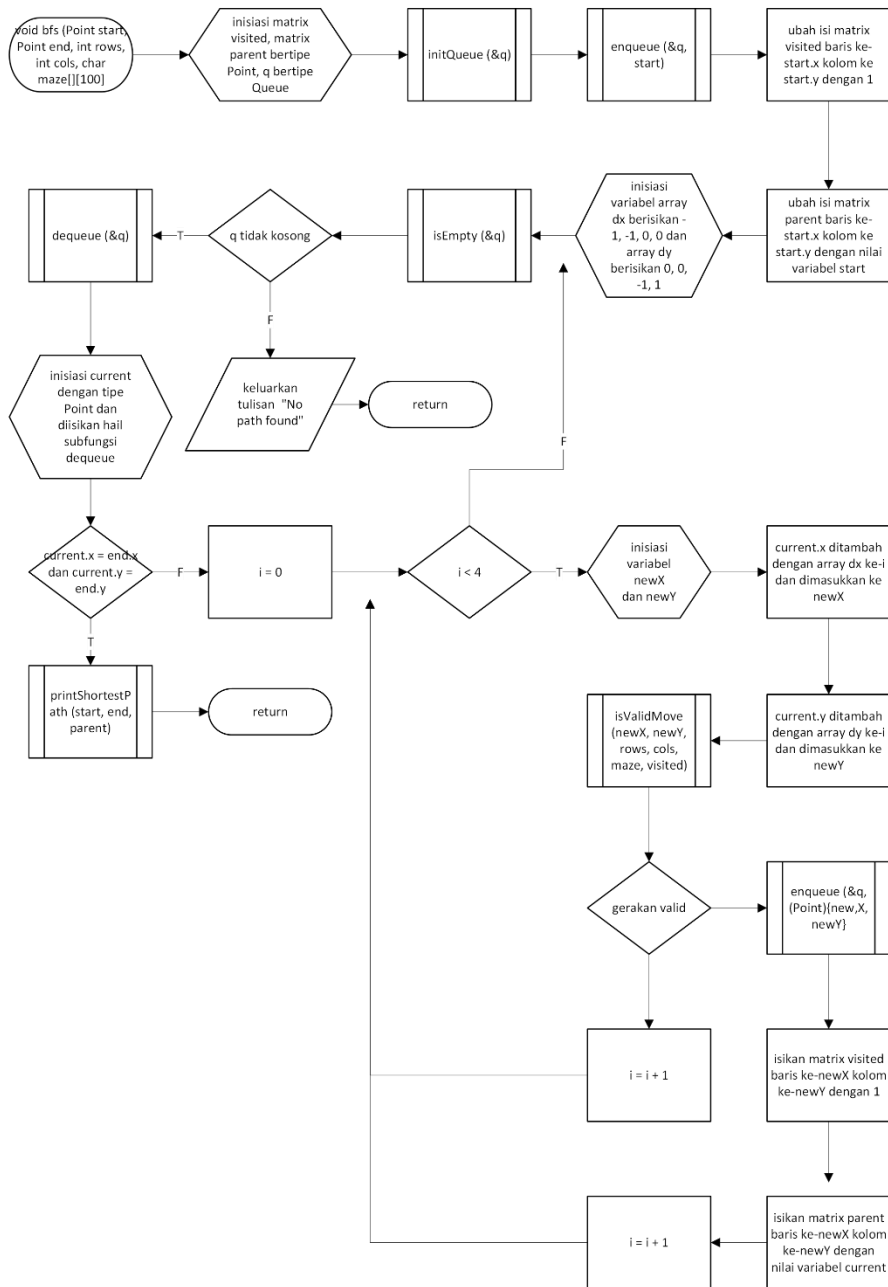 void bfs (Point start,
Point end, int rows,
int cols, char
maze[][100]
inisiasi matrix
visited, matrix
parent bertipe
Point, q bertipe
Queue
initQueue (&q)
enqueue (&q,
start)
ubah isi matrix
visited baris ke-
start.x kolom ke
start.y dengan 1
dequeue (&q)
T
q tidak kosong
isEmpty (&q)
inisiasi
variabel array
dx berisikan -
1, -1, 0, 0 dan
array dy
berisikan 0, 0,
-1, 1
ubah isi matrix
parent baris ke-
start.x kolom ke
start.y dengan nilai
variabel start
F
inisiasi current
dengan tipe
Point dan
diisikan hail
subfungsi
dequeue
keluarkan
tulisan "No
path found"
return
F
current.x = end.x
dan current.y =
end.y
F
i = 0
i < 4
T
inisiasi
variabel
newX
dan newY
current.x ditambah
dengan array dx ke-i
dan dimasukkan ke
newX
T
printShortestP
ath (start, end,
parent)
return
isValidMove
(newX, newY,
rows, cols,
maze, visited)
current.y ditambah
dengan array dy ke-i
dan dimasukkan ke
newY
gerakan valid
enqueue (&q,
(Point){new,X,
newY}
i = i + 1
isikan matrix visited
baris ke-newX kolom
ke-newY dengan 1
i = i + 1
isikan matrix parent
baris ke-newX kolom
ke-newY dengan
nilai variabel current